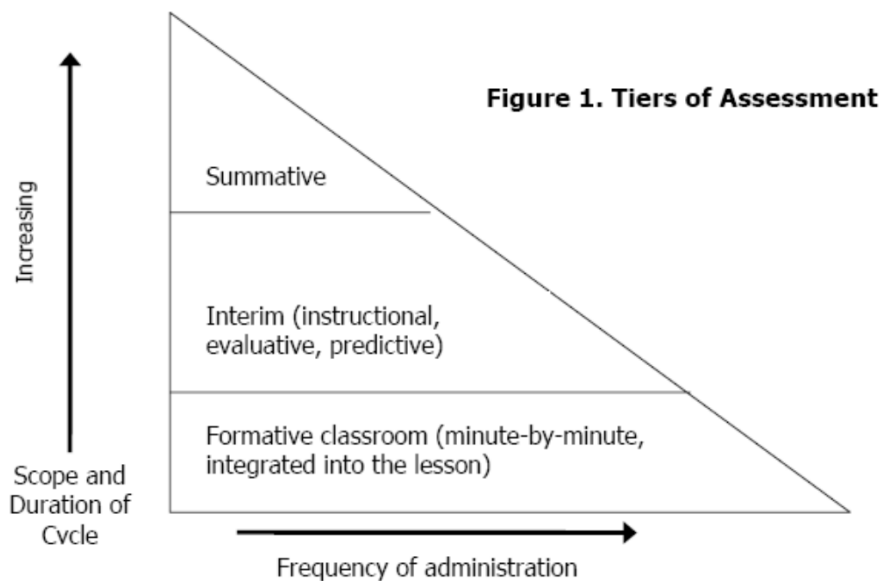 Figure 1. Tiers of Assessment
Increasing
Summative
Interim (instructional,
evaluative, predictive)
Formative classroom (minute-by-minute,
integrated into the lesson)
Scope and
Duration of
Cvcle
Frequency of administration